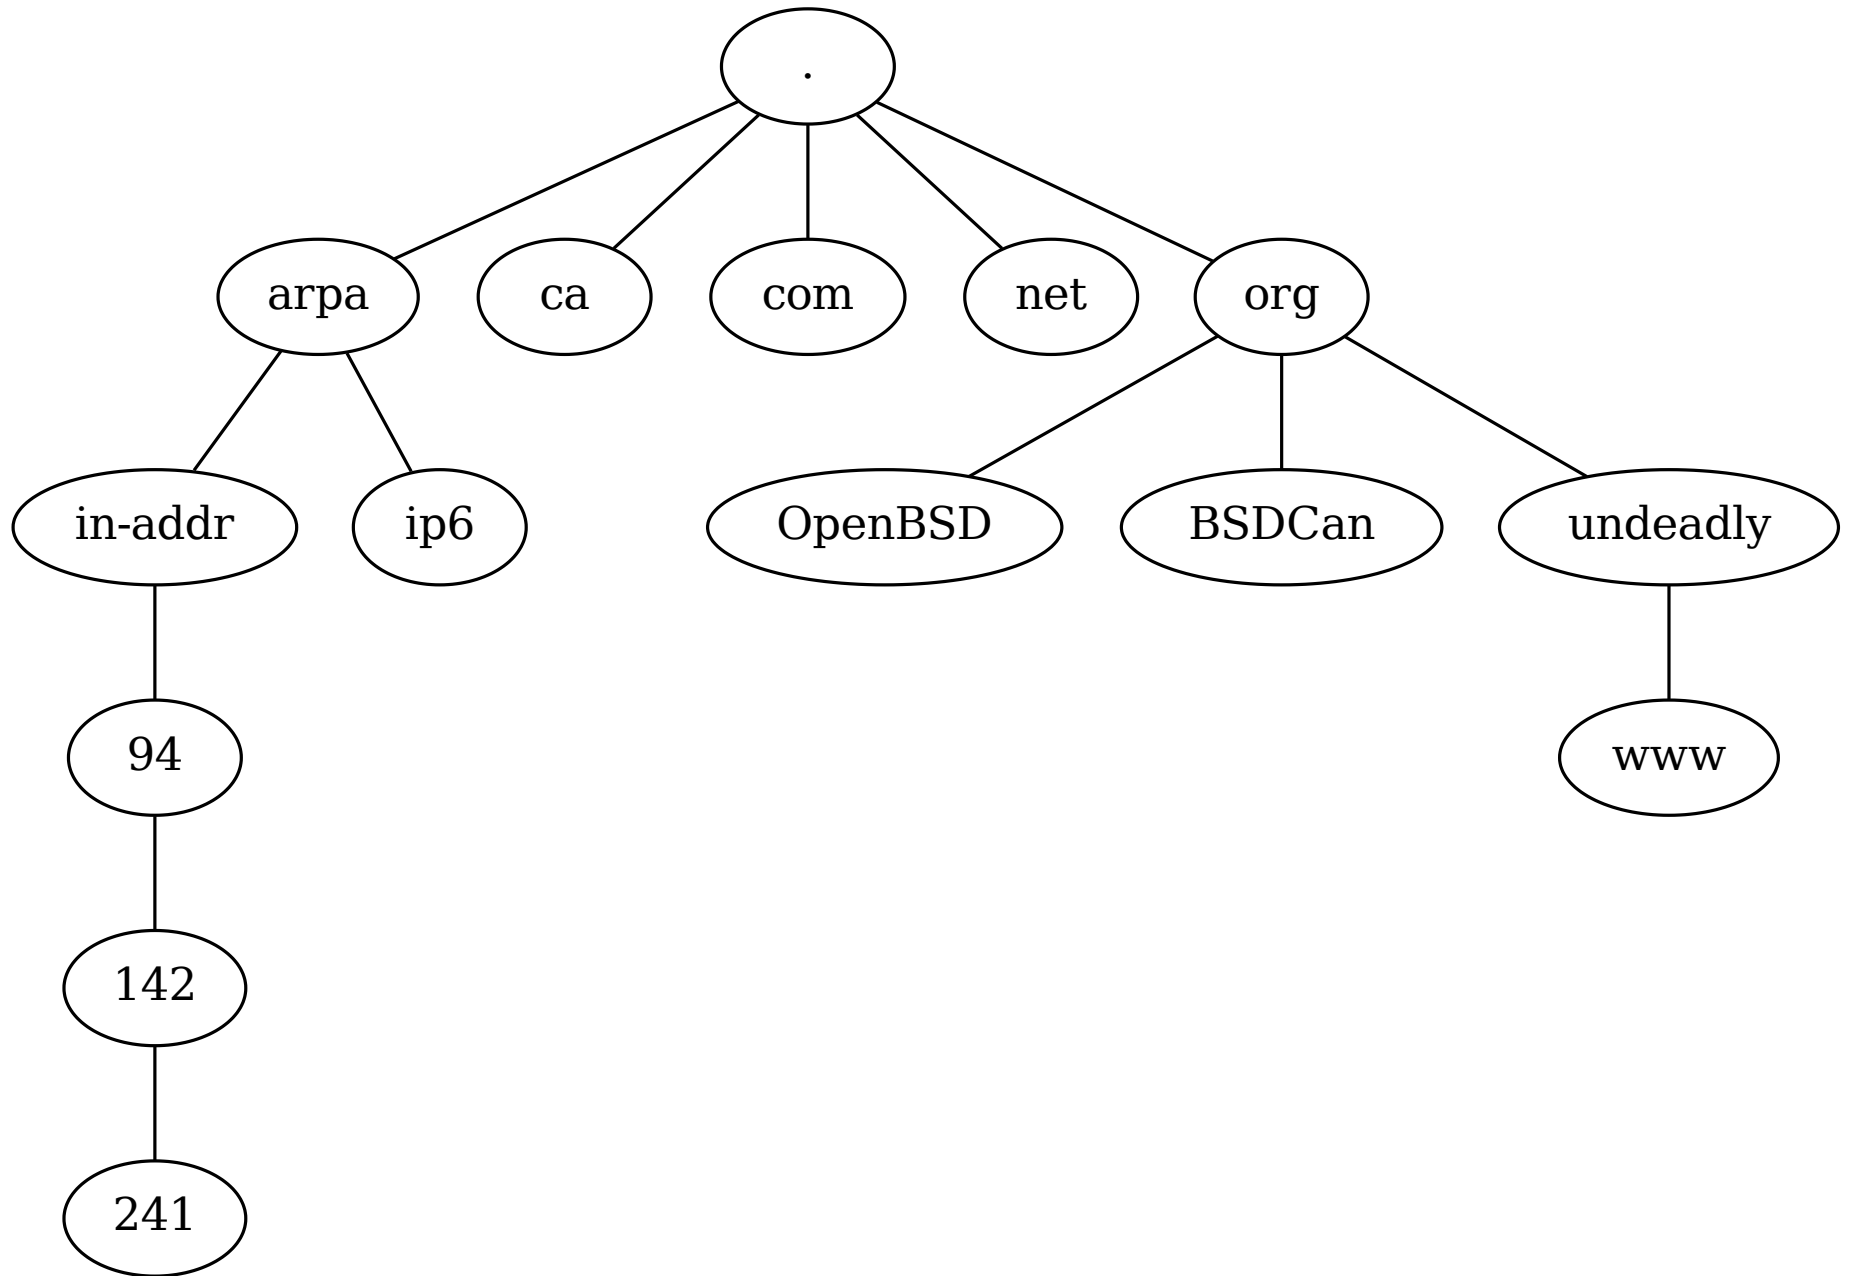 .
arpa ca com net org
in-addr ip6 OpenBSD BSDCan undeadly
94 www
142
241